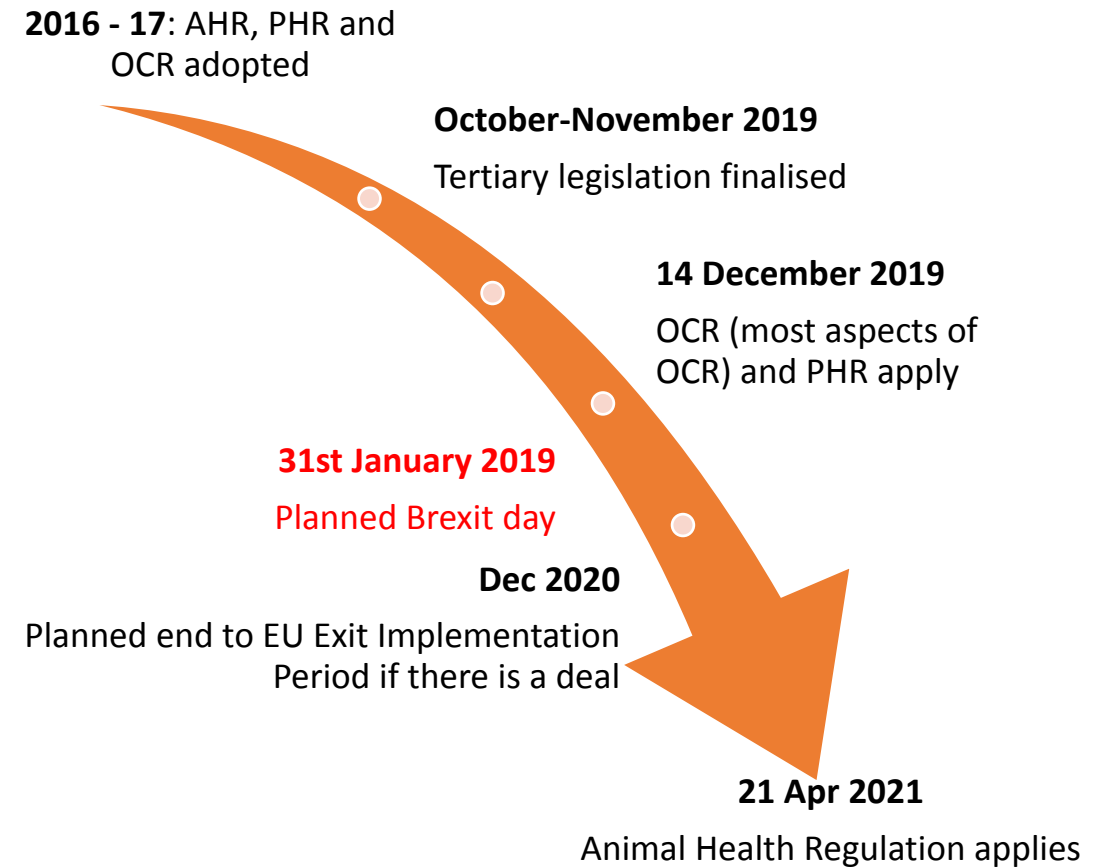 2016 - 17: AHR, PHR and
OCR adopted
October-November 2019
Tertiary legislation finalised
14 December 2019
OCR (most aspects of
OCR) and PHR apply
31st January 2019
Planned Brexit day
Dec 2020
Planned end to EU Exit Implementation
Period if there is a deal
21 Apr 2021
Animal Health Regulation applies